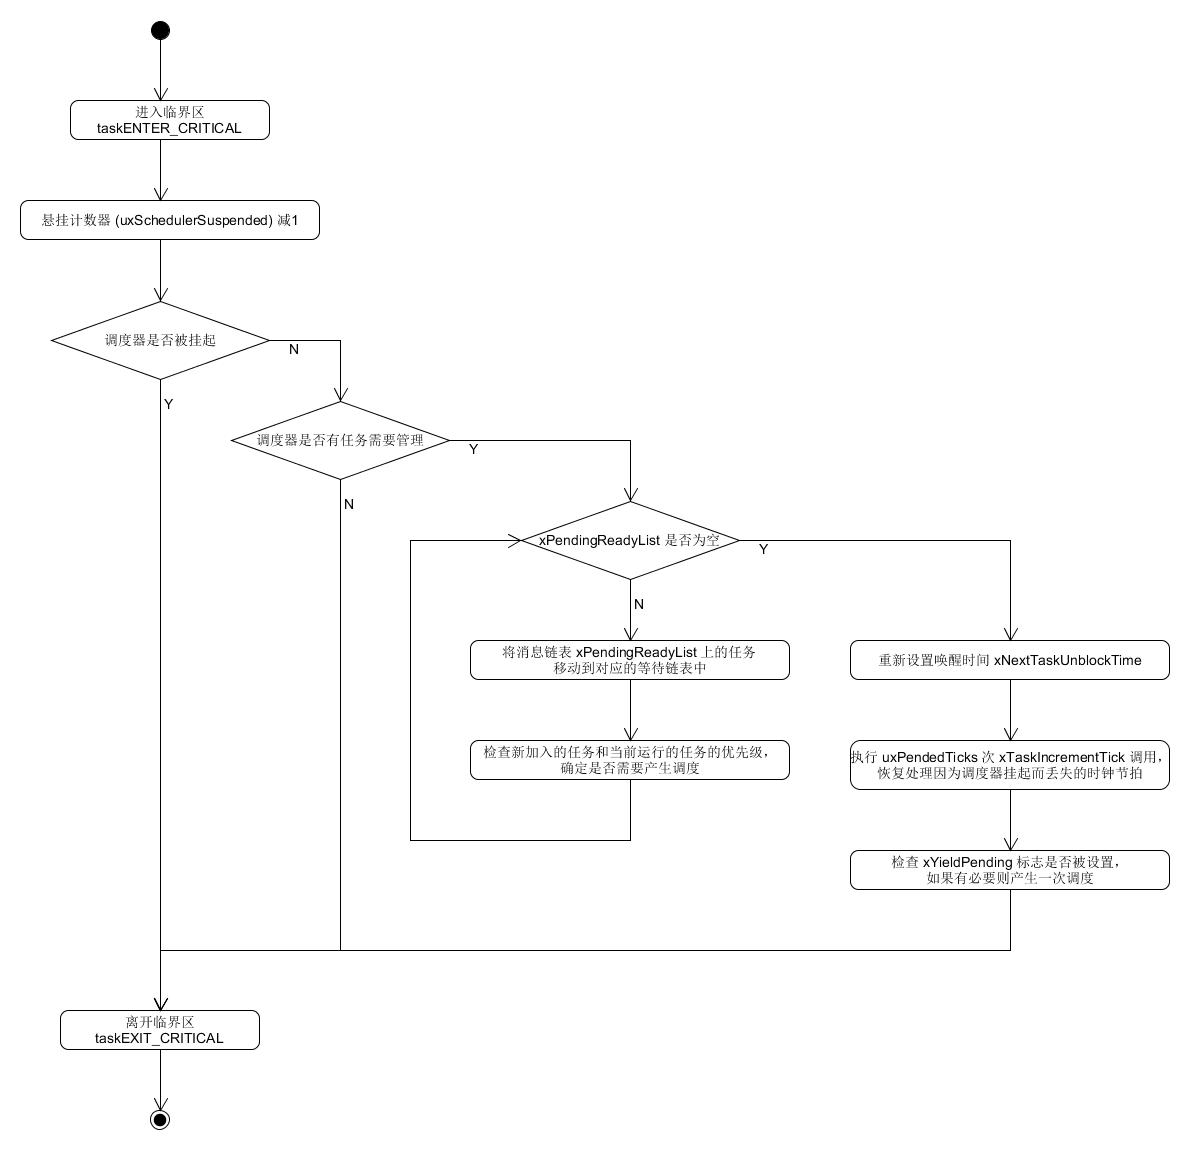 进入临界区
taskENTER_CRITICAL
悬挂计数器 (uxSchedulerSuspended) 减1
调度器是否被挂起
N
Y
调度器是否有任务需要管理
Y
N
xPendingReadyList 是否为空
Y
N
将消息链表 xPendingReadyList 上的任务
移动到对应的等待链表中
重新设置唤醒时间 xNextTaskUnblockTime
检查新加入的任务和当前运行的任务的优先级，
确定是否需要产生调度
执行 uxPendedTicks 次 xTaskIncrementTick 调用，
恢复处理因为调度器挂起而丢失的时钟节拍
检查 xYieldPending 标志是否被设置，
如果有必要则产生一次调度
离开临界区
taskEXIT_CRITICAL